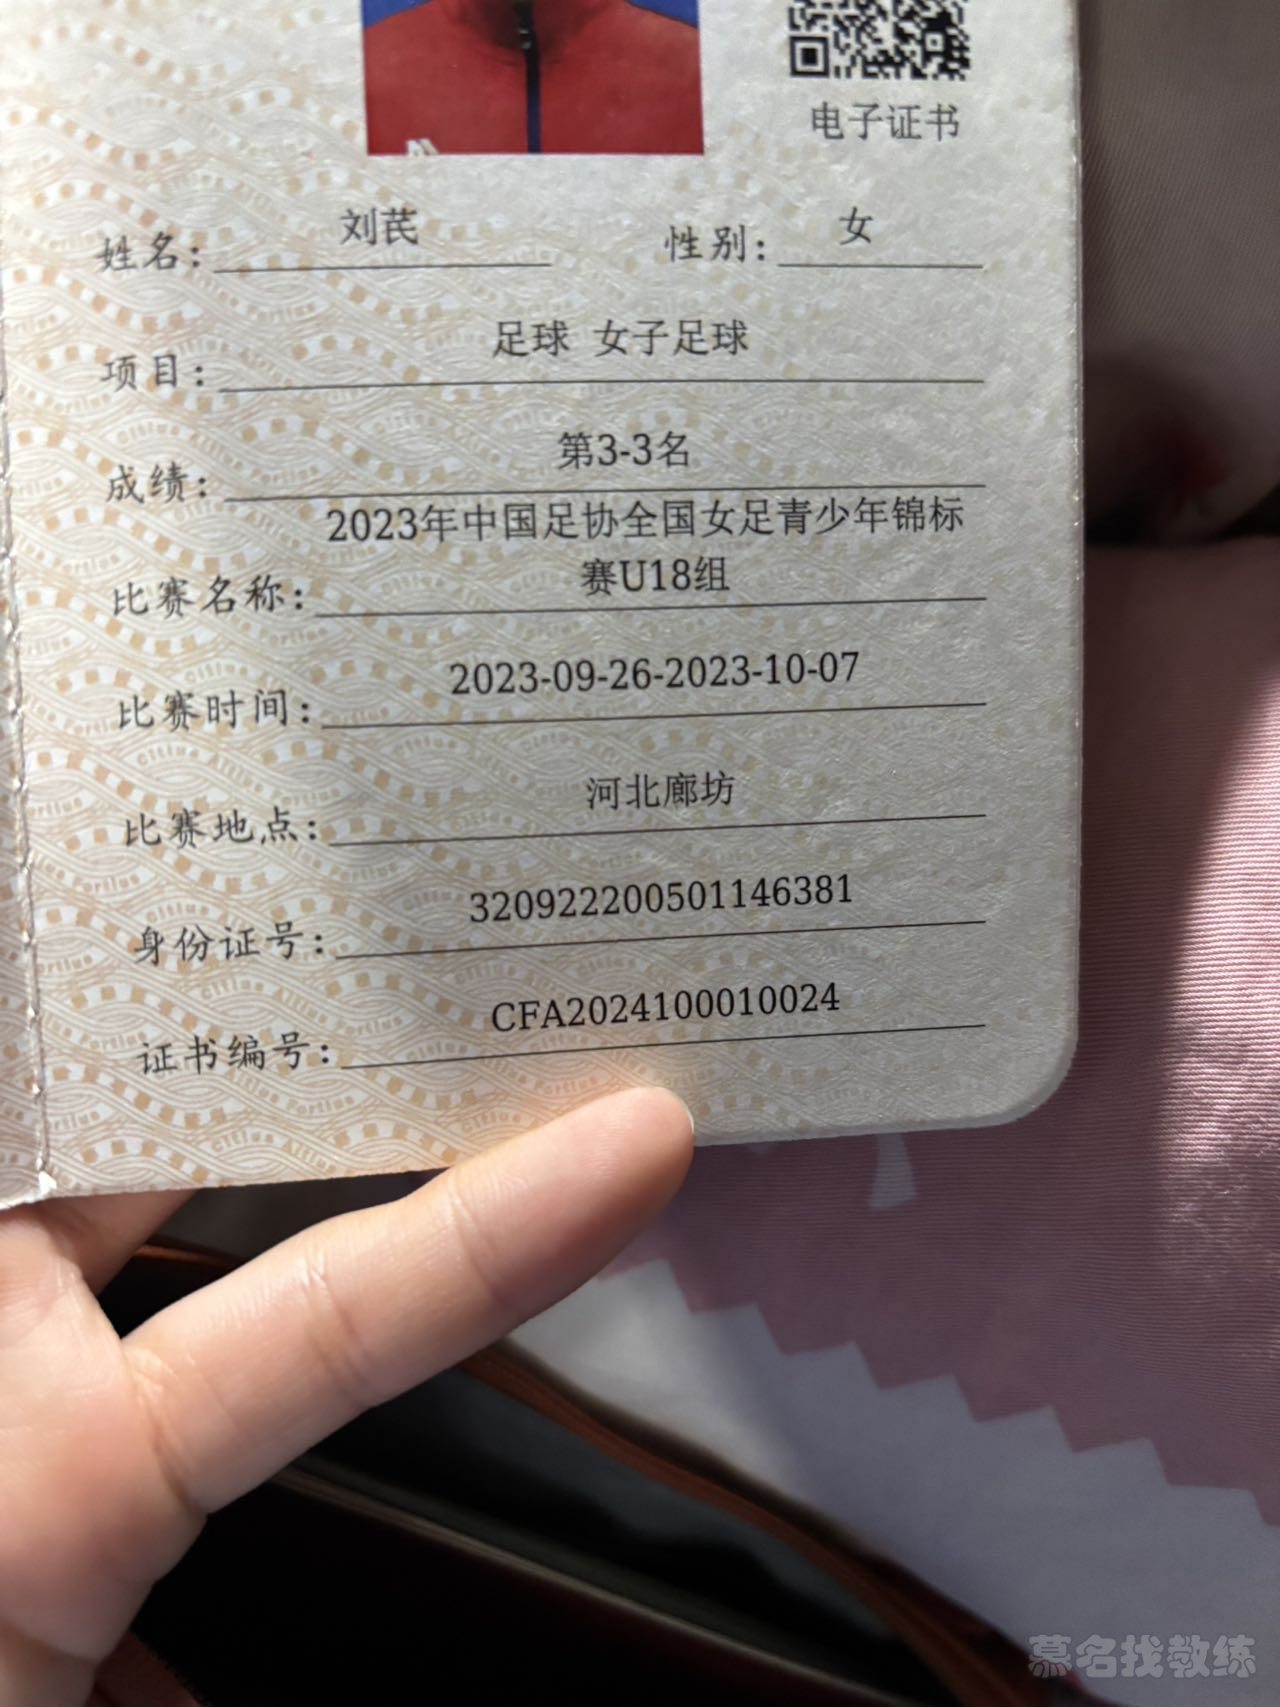 电子证书
姓名: 刘芪 性别: 女
项目: 足球 女子足球
成绩: 第3-3名
2023年中国足协全国女足青少年锦标
比赛名称: 赛U18组
比赛时间: 2023-09-26-2023-10-07
比赛地点: 河北廊坊
身份证号: 320922200501146381
证书编号: CFA2024100010024
慕名找教练